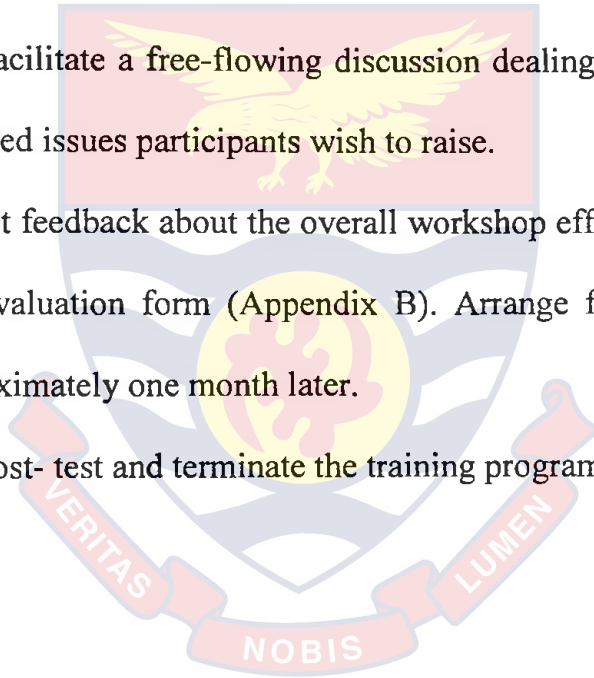 acilitate a free-flowing discussion dealing
ed issues participants wish to raise.
t feedback about the overall workshop eff
valuation form (Appendix B). Arrange f
ximately one month later.
ost- test and terminate the training program
VERITAS
NOBIS
LUMEN